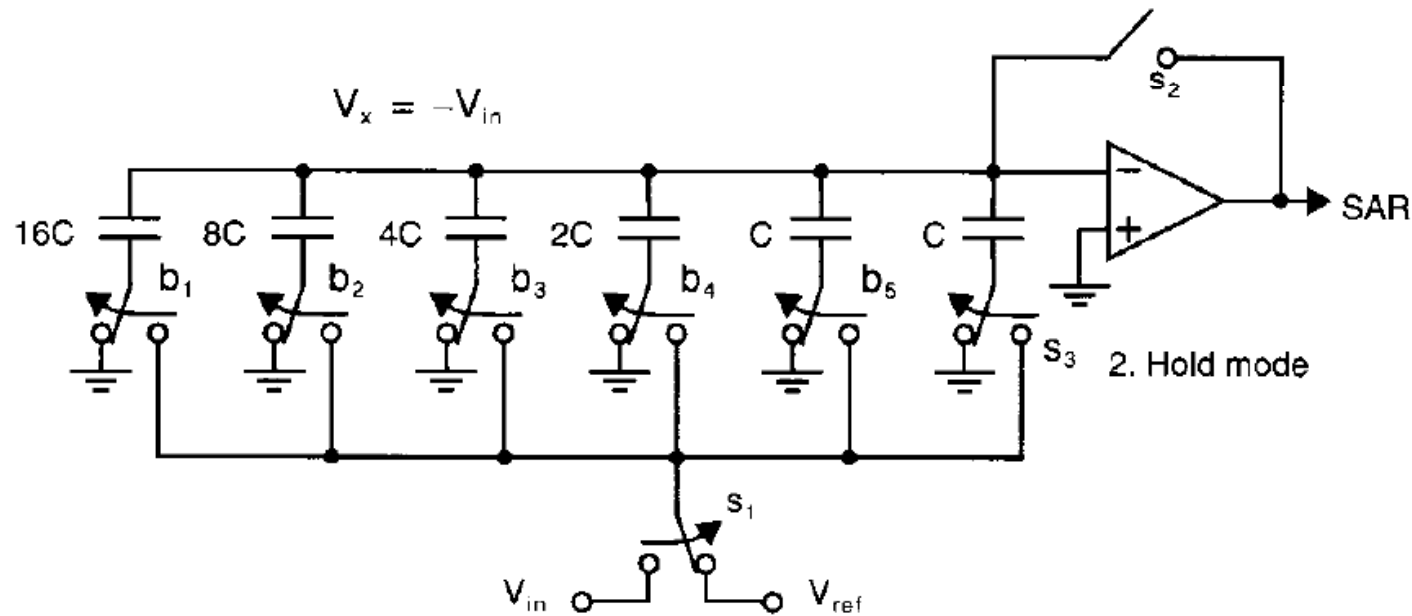 s₂
Vₓ = −Vᵢₙ
16C 8C 4C 2C C C − + SAR
b₁ b₂ b₃ b₄ b₅ s₃
2. Hold mode
s₁
Vᵢₙ Vref